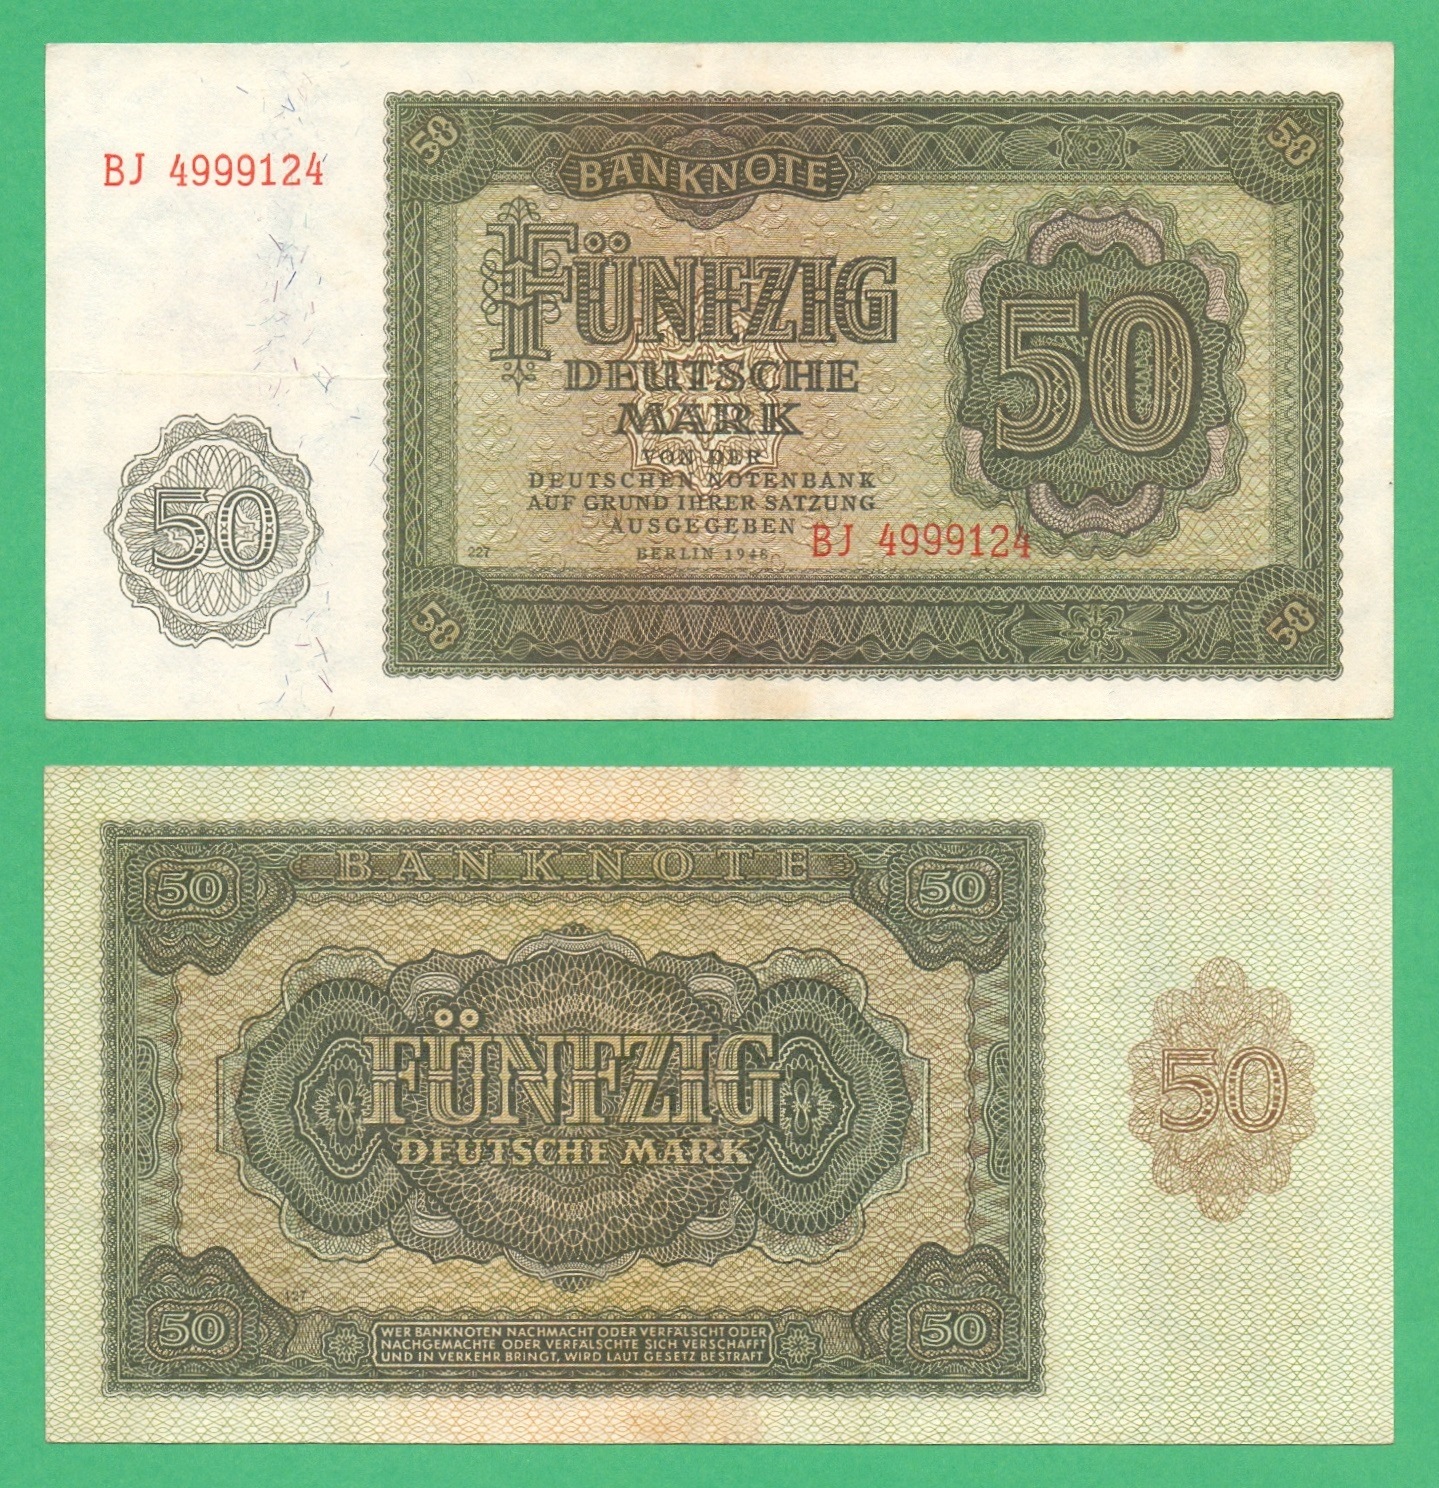 BJ 4999124
50
50
50
BANKNOTE
FÜNFZIG
50
DEUTSCHE
MARK
VON DER
DEUTSCHEN NOTENBANK
AUF GRUND IHRER SATZUNG
AUSGEGEBEN
BERLIN 1948
BJ 4999124
227
50
50
BANKNOTE
50
50
FÜNFZIG
DEUTSCHE MARK
50
127
50
50
WER BANKNOTEN NACHMACHT ODER VERFÄLSCHT ODER
NACHGEMACHTE ODER VERFÄLSCHTE SICH VERSCHAFFT
UND IN VERKEHR BRINGT, WIRD LAUT GESETZ BESTRAFT